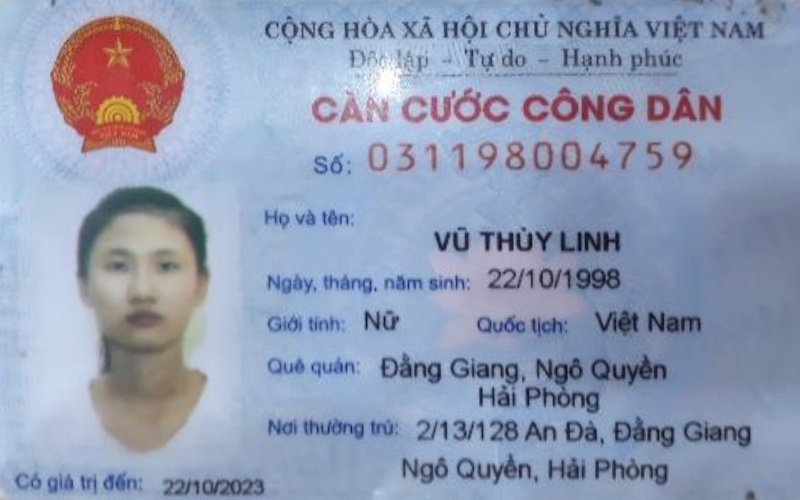 CỘNG HÒA XÃ HỘI CHỦ NGHĨA VIỆT NAM
Độc lập - Tự do - Hạnh phúc
CĂN CƯỚC CÔNG DÂN
Số: 031198004759
Họ và tên:
VŨ THÙY LINH
Ngày, tháng, năm sinh: 22/10/1998
Giới tính: Nữ Quốc tịch: Việt Nam
Quê quán: Đằng Giang, Ngô Quyền
Hải Phòng
Nơi thường trú: 2/13/128 An Đà, Đằng Giang
Ngô Quyền, Hải Phòng
Có giá trị đến: 22/10/2023